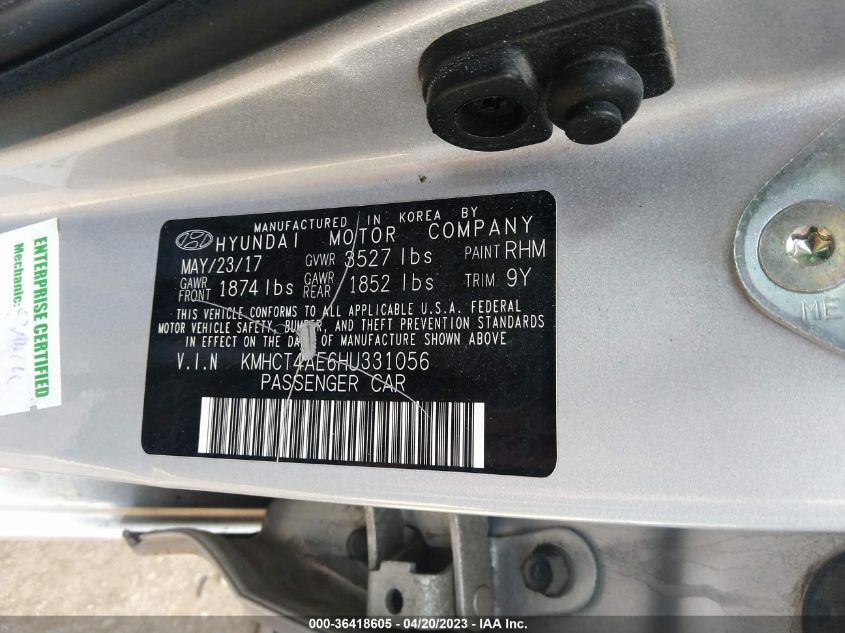 MANUFACTURED IN KOREA BY
HYUNDAI MOTOR COMPANY
MAY/23/17 GVWR 3527 lbs PAINT RHM
GAWR FRONT 1874 lbs GAWR REAR 1852 lbs TRIM 9Y
THIS VEHICLE CONFORMS TO ALL APPLICABLE U.S.A. FEDERAL
MOTOR VEHICLE SAFETY, BUMPER, AND THEFT PREVENTION STANDARDS
IN EFFECT ON THE DATE OF MANUFACTURE SHOWN ABOVE
V.I.N KMHCT4AE6HU331056
PASSENGER CAR
ENTERPRISE CERTIFIED
Mechanic:
ME
000-36418605 - 04/20/2023 - IAA Inc.